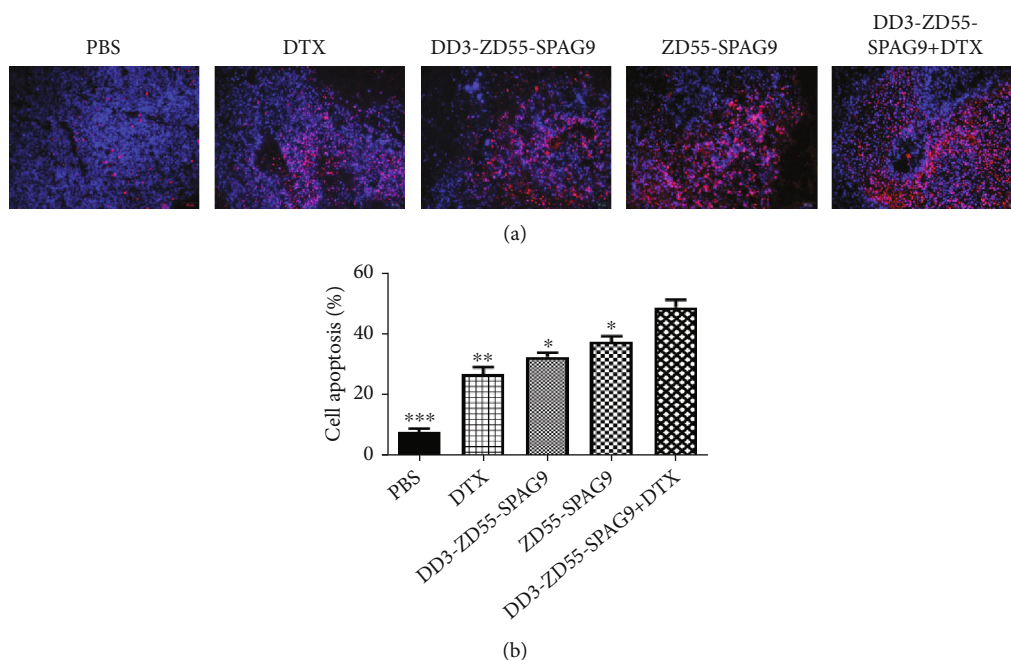 PBS
DTX
DD3-ZD55-SPAG9
ZD55-SPAG9
DD3-ZD55-
SPAG9+DTX
(a)
Cell apoptosis (%)
60
40
20
0
***
**
*
*
PBS
DTX
DD3-ZD55-SPAG9
ZD55-SPAG9
DD3-ZD55-SPAG9+DTX
(b)